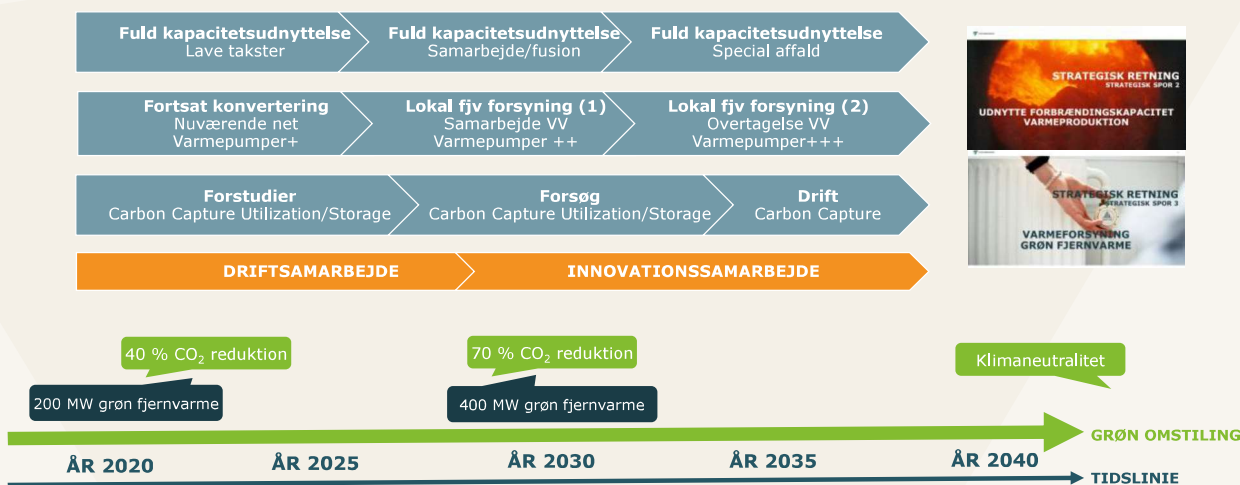 Fuld kapacitetsudnyttelse
Lave takster
Fuld kapacitetsudnyttelse
Samarbejde/fusion
Fuld kapacitetsudnyttelse
Special affald
Fortsat konvertering
Nuværende net
Varmepumper+
Lokal fjv forsyning (1)
Samarbejde VV
Varmepumper ++
Lokal fjv forsyning (2)
Overtagelse VV
Varmepumper+++
Forstudier
Carbon Capture Utilization/Storage
Forsøg
Carbon Capture Utilization/Storage
Drift
Carbon Capture
DRIFTSAMARBEJDE
INNOVATIONSSAMARBEJDE
STRATEGISK RETNING
STRATEGISK SPOR 2
UDNYTTE FORBRÆNDINGSKAPACITET
VARMEPRODUKTION
STRATEGISK RETNING
STRATEGISK SPOR 3
VARMEFORSYNING
GRØN FJERNVARME
40 % CO₂ reduktion
200 MW grøn fjernvarme
70 % CO₂ reduktion
400 MW grøn fjernvarme
Klimaneutralitet
GRØN OMSTILING
ÅR 2020
ÅR 2025
ÅR 2030
ÅR 2035
ÅR 2040
TIDSLINIE